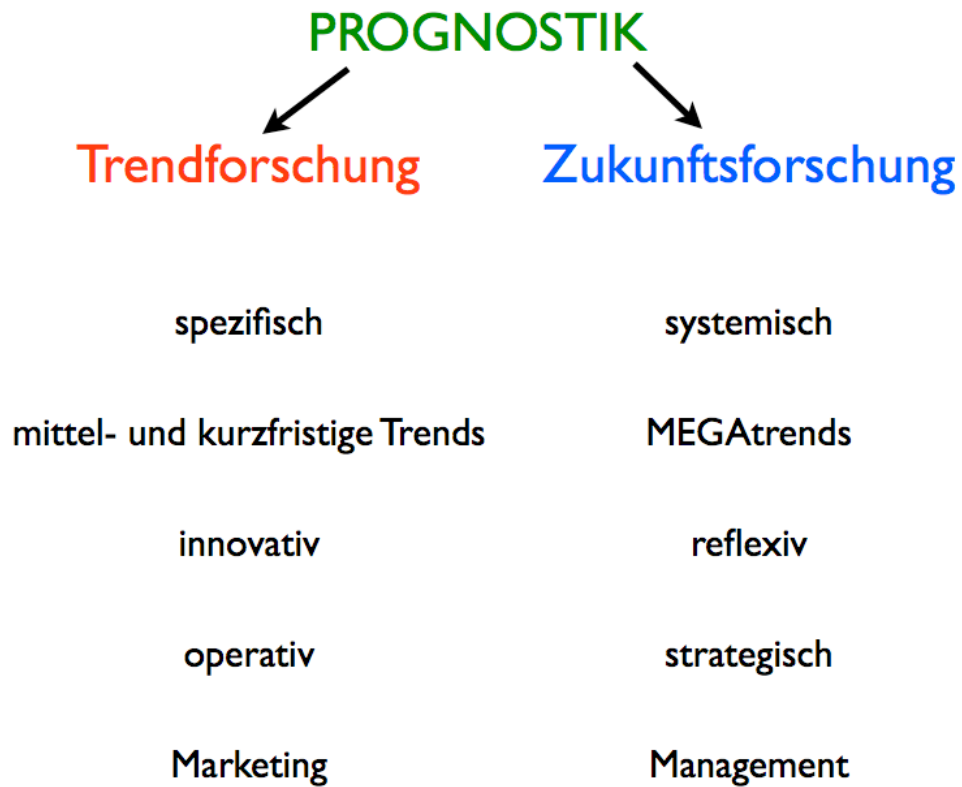 PROGNOSTIK
Trendforschung Zukunftsforschung
spezifisch systemisch
mittel- und kurzfristige Trends MEGAtrends
innovativ reflexiv
operativ strategisch
Marketing Management